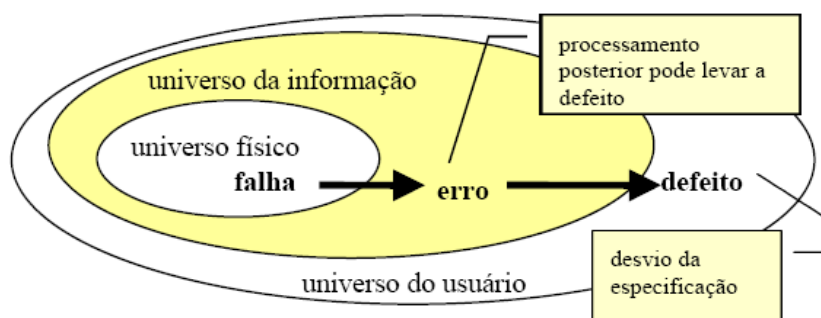 processamento
posterior pode levar a
defeito
universo da informação
universo físico
falha
erro
defeito
universo do usuário
desvio da
especificação